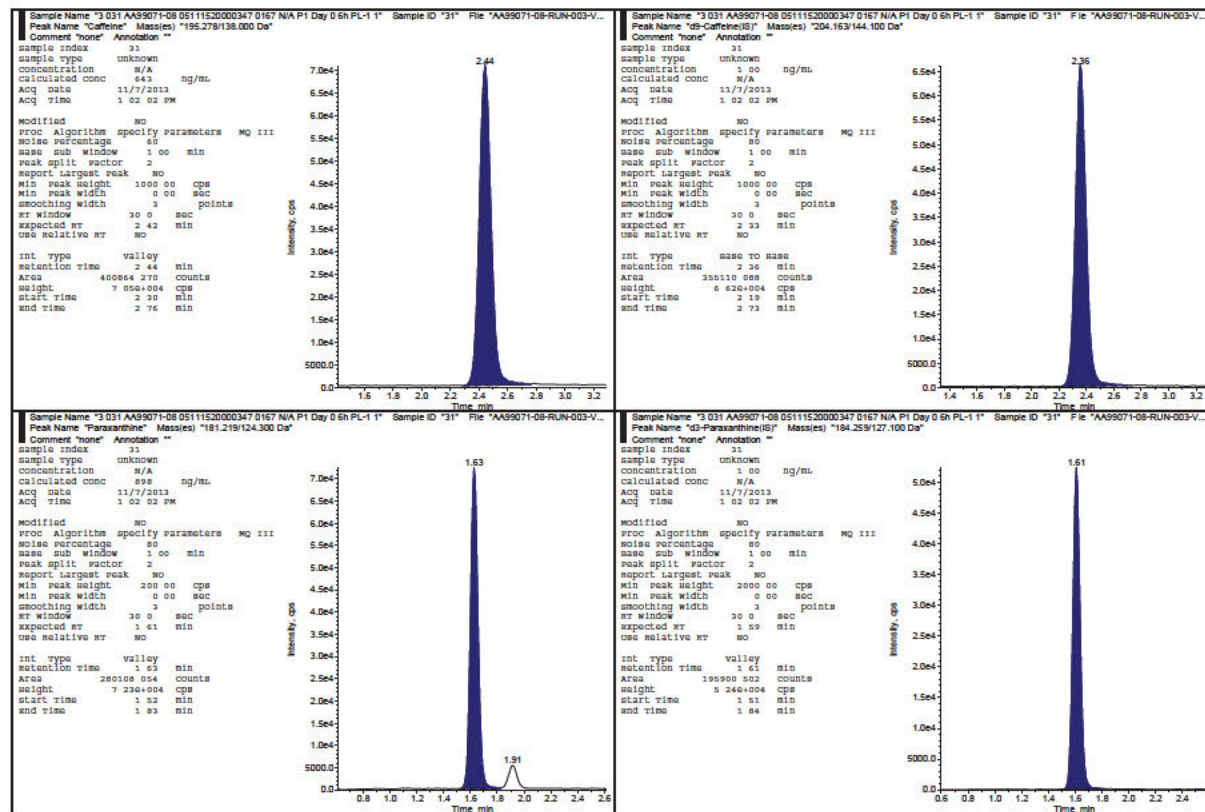 Sample Name "3 031 AA99071-08 05111520000347 0167 N/A P1 Day 0 6h PL-1 1" Sample ID "31" File "AA99071-08-RUN-003-V...
Peak Name "Caffeine" Mass(es) "195.278/138.000 Da"
Comment "none" Annotation ""
Sample Index 31
Sample Type Unknown
Concentration N/A
Calculated Conc 643 ng/mL
Acq Date 11/7/2013
Acq Time 1 02 02 PM
Modified NO
Proc Algorithm Specify Parameters MQ III
Noise Percentage 60
Base Sub Window 1 00 min
Peak Split Factor 2
Report Largest Peak NO
Min Peak Height 1000 00 cps
Min Peak Width 0 00 sec
Smoothing Width 3 points
RT Window 30 0 sec
Expected RT 2 42 min
Use Relative RT NO
Int Type Valley
Retention Time 2 44 min
Area 400864 270 counts
Height 7 05e+004 cps
Start Time 2 30 min
End Time 2 76 min
2.44
Intensity, cps
7.0e4
6.5e4
6.0e4
5.5e4
5.0e4
4.5e4
4.0e4
3.5e4
3.0e4
2.5e4
2.0e4
1.5e4
1.0e4
5000.0
0.0
1.6 1.8 2.0 2.2 2.4 2.6 2.8 3.0 3.2
Time, min
Sample Name "3 031 AA99071-08 05111520000347 0167 N/A P1 Day 0 6h PL-1 1" Sample ID "31" F le "AA99071-08-RUN-003-V...
Peak Name "d9-Caffeine(IS)" Mass(es) "204.163/144.100 Da"
Comment "none" Annotation ""
Sample Index 31
Sample Type Unknown
Concentration 1 00 ng/mL
Calculated Conc N/A
Acq Date 11/7/2013
Acq Time 1 02 02 PM
Modified NO
Proc Algorithm Specify Parameters MQ III
Noise Percentage 80
Base Sub Window 1 00 min
Peak Split Factor 2
Report Largest Peak NO
Min Peak Height 1000 00 cps
Min Peak Width 0 00 sec
Smoothing Width 3 points
RT Window 30 0 sec
Expected RT 2 33 min
Use Relative RT NO
Int Type Base To Base
Retention Time 2 36 min
Area 355110 088 counts
Height 6 62e+004 cps
Start Time 2 19 min
End Time 2 73 min
2.36
Intensity, cps
6.5e4
6.0e4
5.5e4
5.0e4
4.5e4
4.0e4
3.5e4
3.0e4
2.5e4
2.0e4
1.5e4
1.0e4
5000.0
0.0
1.4 1.6 1.8 2.0 2.2 2.4 2.6 2.8 3.0 3.2
Time, min
Sample Name "3 031 AA99071-08 05111520000347 0167 N/A P1 Day 0 6h PL-1 1" Sample ID "31" File "AA99071-08-RUN-003-V...
Peak Name "Paraxanthine" Mass(es) "181.219/124.300 Da"
Comment "none" Annotation ""
Sample Index 31
Sample Type Unknown
Concentration N/A
Calculated Conc 898 ng/mL
Acq Date 11/7/2013
Acq Time 1 02 02 PM
Modified NO
Proc Algorithm Specify Parameters MQ III
Noise Percentage 80
Base Sub Window 1 00 min
Peak Split Factor 2
Report Largest Peak NO
Min Peak Height 200 00 cps
Min Peak Width 0 00 sec
Smoothing Width 3 points
RT Window 30 0 sec
Expected RT 1 61 min
Use Relative RT NO
Int Type Valley
Retention Time 1 63 min
Area 280108 054 counts
Height 7 23e+004 cps
Start Time 1 52 min
End Time 1 83 min
1.63
1.91
Intensity, cps
7.0e4
6.5e4
6.0e4
5.5e4
5.0e4
4.5e4
4.0e4
3.5e4
3.0e4
2.5e4
2.0e4
1.5e4
1.0e4
5000.0
0.0
0.8 1.0 1.2 1.4 1.6 1.8 2.0 2.2 2.4 2.6
Time, min
Sample Name "3 031 AA99071-08 05111520000347 0167 N/A P1 Day 0 6h PL-1 1" Sample ID "31" F le "AA99071-08-RUN-003-V...
Peak Name "d3-Paraxanthine(IS)" Mass(es) "184.259/127.100 Da"
Comment "none" Annotation ""
Sample Index 31
Sample Type Unknown
Concentration 1 00 ng/mL
Calculated Conc N/A
Acq Date 11/7/2013
Acq Time 1 02 02 PM
Modified NO
Proc Algorithm Specify Parameters MQ III
Noise Percentage 80
Base Sub Window 1 00 min
Peak Split Factor 2
Report Largest Peak NO
Min Peak Height 2000 00 cps
Min Peak Width 0 00 sec
Smoothing Width 3 points
RT Window 30 0 sec
Expected RT 1 59 min
Use Relative RT NO
Int Type Valley
Retention Time 1 61 min
Area 195900 502 counts
Height 5 24e+004 cps
Start Time 1 51 min
End Time 1 84 min
1.61
Intensity, cps
5.0e4
4.5e4
4.0e4
3.5e4
3.0e4
2.5e4
2.0e4
1.5e4
1.0e4
5000.0
0.0
0.6 0.8 1.0 1.2 1.4 1.6 1.8 2.0 2.2 2.4 2.6
Time, min